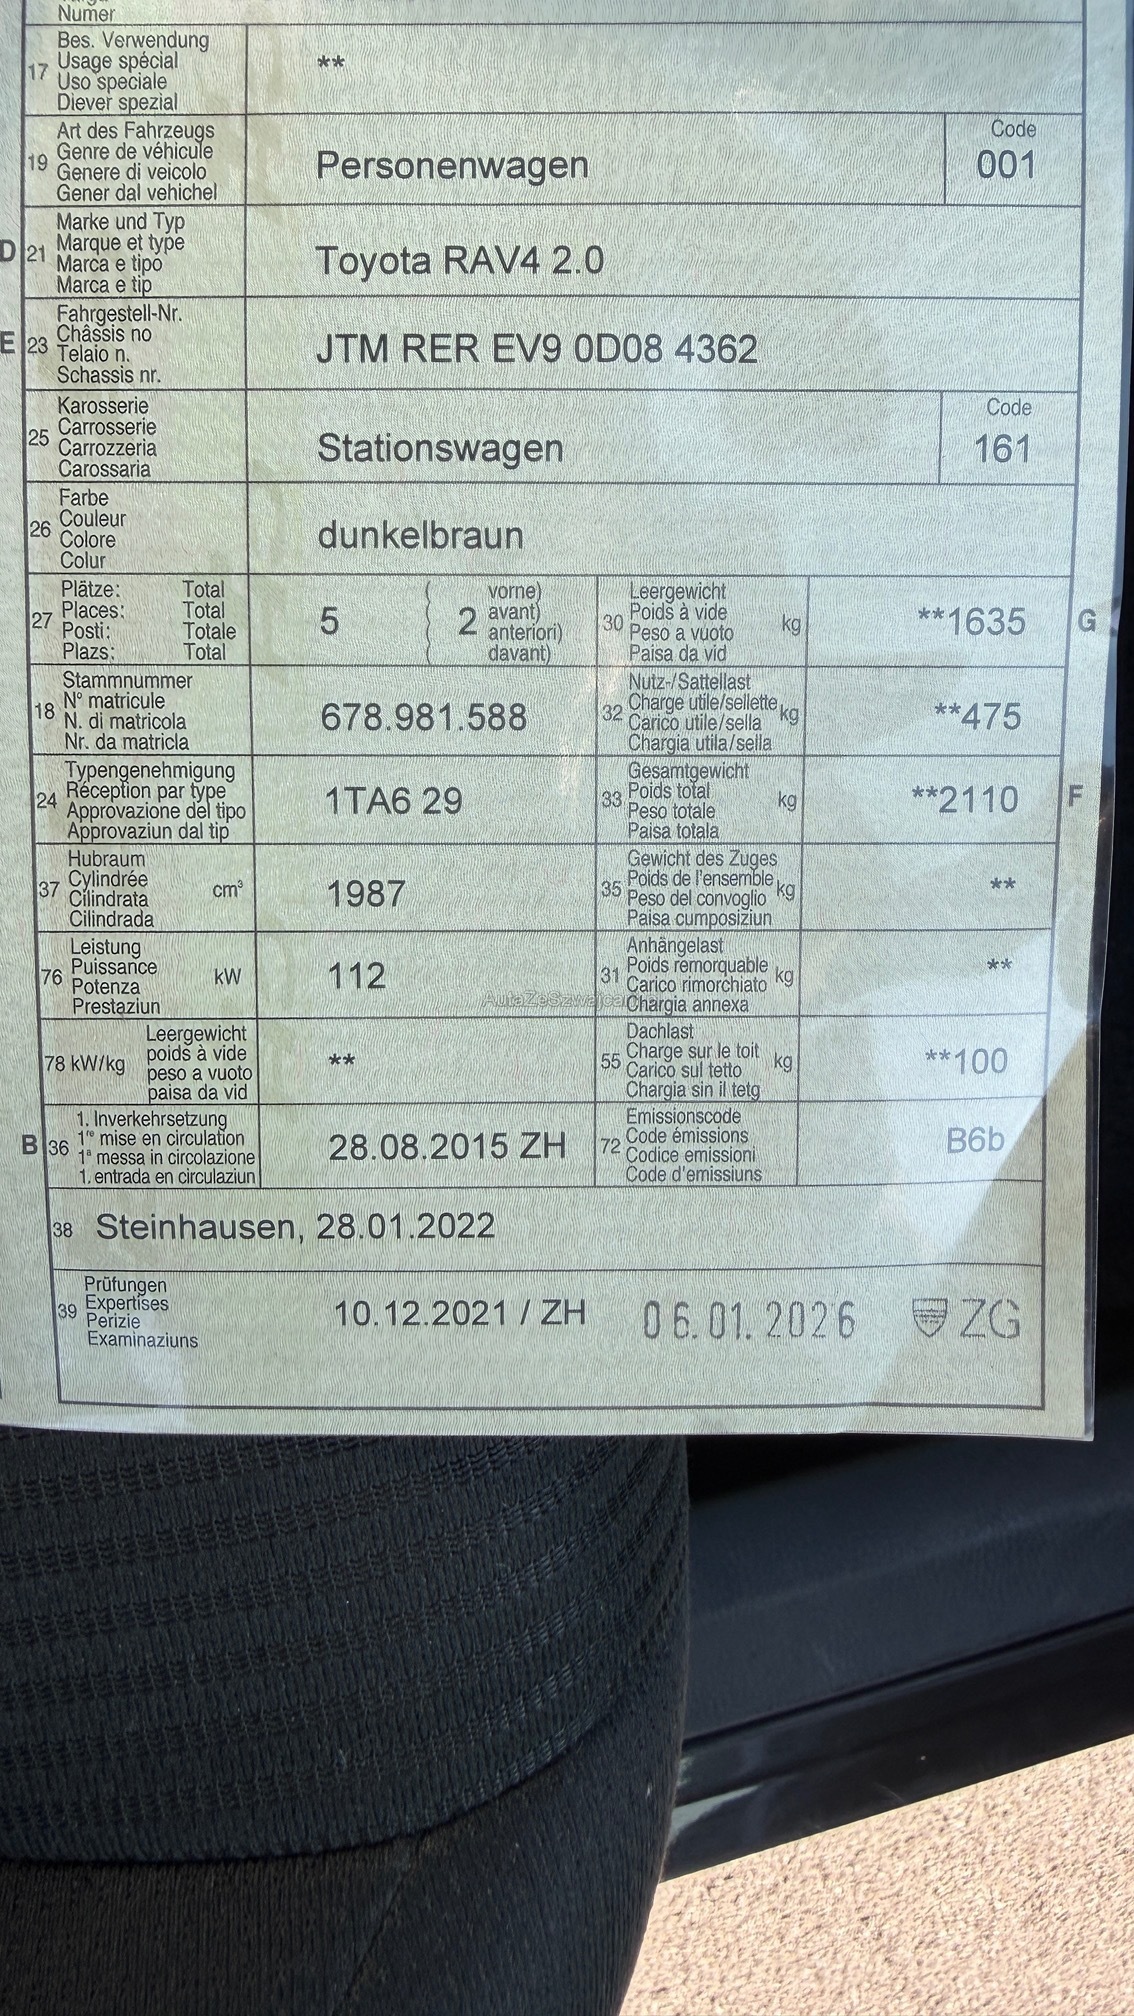 Numer
17 Bes. Verwendung
Usage spécial
Uso speciale
Diever spezial
**
19 Art des Fahrzeugs
Genre de véhicule
Genere di veicolo
Gener dal vehichel
Personenwagen
Code
001
D 21 Marke und Typ
Marque et type
Marca e tipo
Marca e tip
Toyota RAV4 2.0
E 23 Fahrgestell-Nr.
Châssis no
Telaio n.
Schassis nr.
JTM RER EV9 0D08 4362
25 Karosserie
Carrosserie
Carrozzeria
Carossaria
Stationswagen
Code
161
26 Farbe
Couleur
Colore
Colur
dunkelbraun
27 Plätze: Total
Places: Total
Posti: Totale
Plazs: Total
5 ( 2 vorne)
( avant)
( anteriori)
( davant)
30 Leergewicht
Poids à vide
Peso a vuoto
Paisa da vid
kg
**1635 G
18 Stammnummer
N° matricule
N. di matricola
Nr. da matricla
678.981.588
32 Nutz-/Sattellast
Charge utile/sellette
Carico utile/sella
Chargia utila/sella
kg
**475
24 Typengenehmigung
Réception par type
Approvazione del tipo
Approvaziun dal tip
1TA6 29
33 Gesamtgewicht
Poids total
Peso totale
Paisa totala
kg
**2110 F
37 Hubraum
Cylindrée
Cilindrata
Cilindrada
cm³
1987
35 Gewicht des Zuges
Poids de l'ensemble
Peso del convoglio
Paisa cumposiziun
kg
**
76 Leistung
Puissance
Potenza
Prestaziun
kW
112
31 Anhängelast
Poids remorquable
Carico rimorchiato
Chargia annexa
kg
**
AutaZeSzwajcar
78 kW/kg Leergewicht
poids à vide
peso a vuoto
paisa da vid
**
55 Dachlast
Charge sur le toit
Carico sul tetto
Chargia sin il tetg
kg
**100
B 36 1. Inverkehrsetzung
1re mise en circulation
1a messa in circolazione
1. entrada en circulaziun
28.08.2015 ZH
72 Emissionscode
Code émissions
Codice emissioni
Code d'emissiuns
B6b
38 Steinhausen, 28.01.2022
39 Prüfungen
Expertises
Perizie
Examinaziuns
10.12.2021 / ZH 06.01.2026 ZG